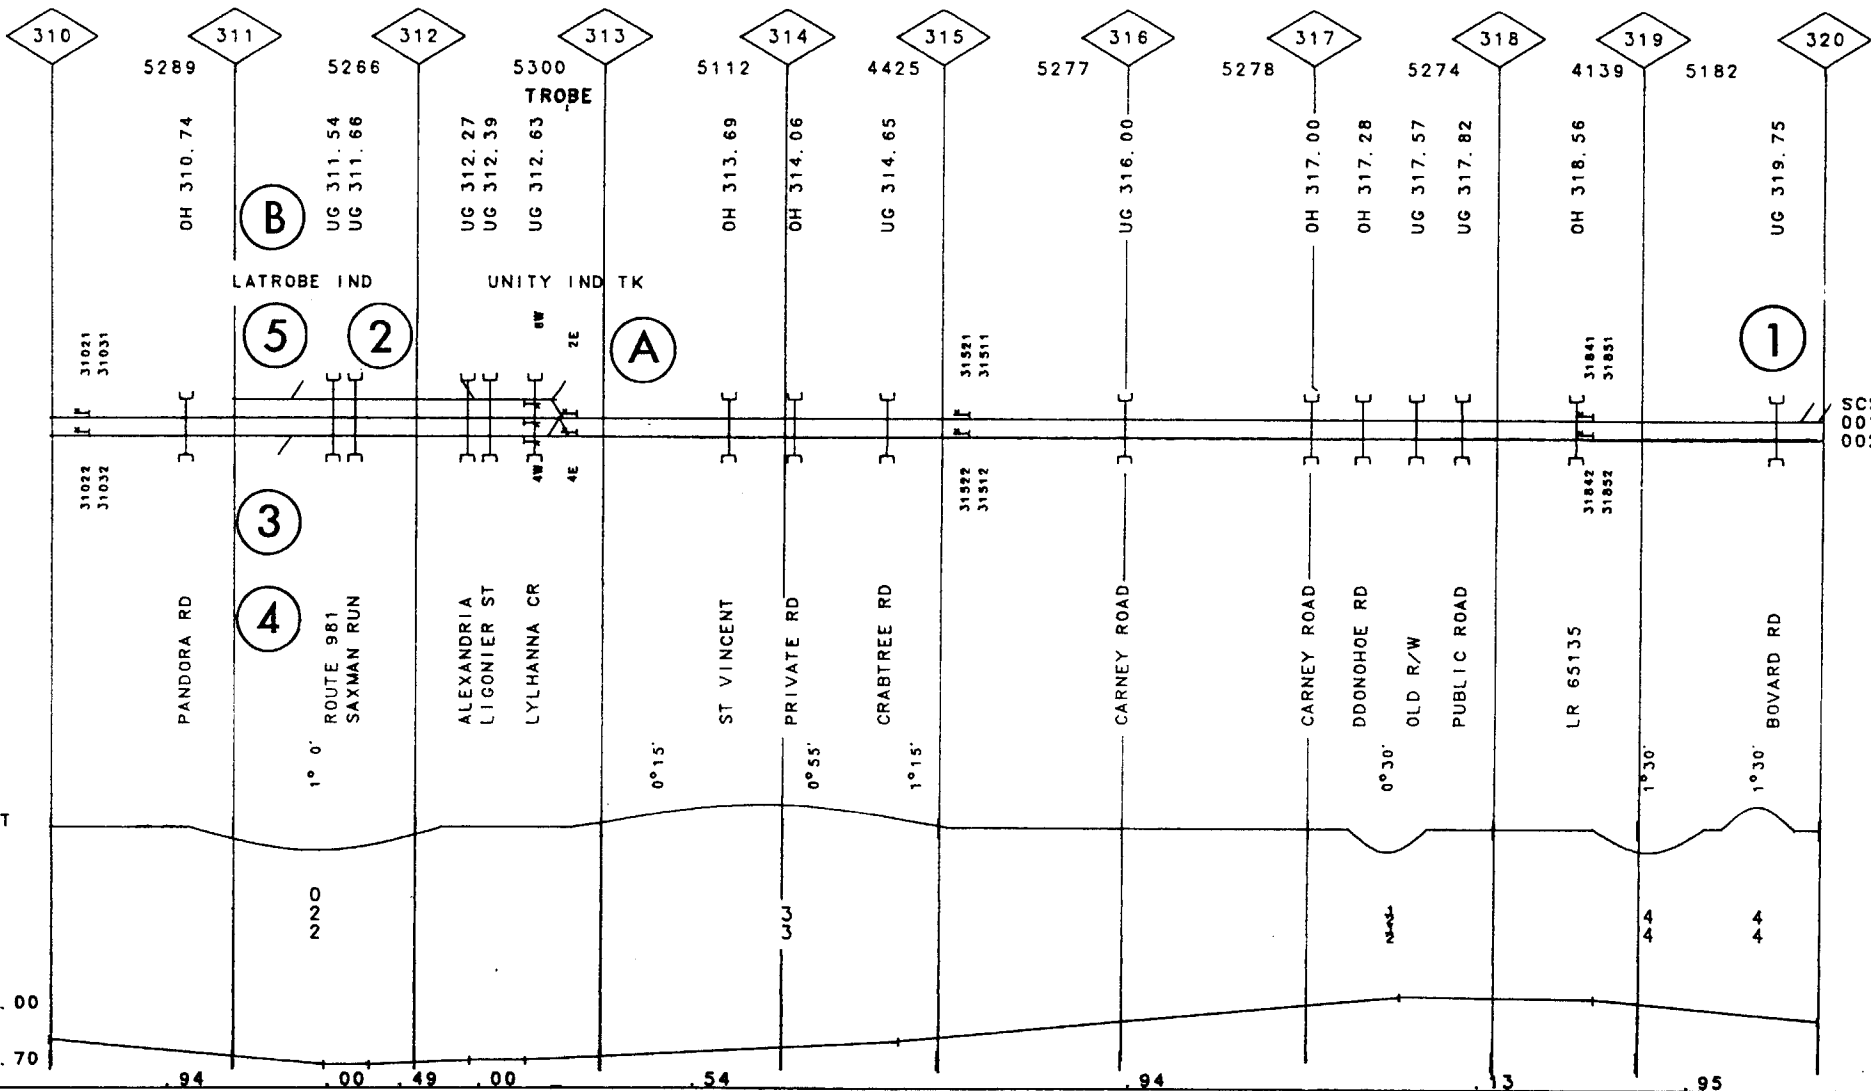 310 311 312 313 314 315 316 317 318 319 320
5289 5266 5300 5112 4425 5277 5278 5274 4139 5182
TROBE
OH 310.74
UG 311.54
UG 311.66
UG 312.27
UG 312.39
UG 312.63
OH 313.69
OH 314.06
UG 314.65
UG 316.00
OH 317.00
OH 317.28
UG 317.57
UG 317.82
OH 318.56
UG 319.75
B
LATROBE IND UNITY IND TK
5 2 A 1
31021
31031
2E
31521
31511
31841
31851
SC
00
00
31022
31032
4W
4E
31522
31512
31842
31852
3
4
PANDORA RD
ROUTE 981
SAXMAN RUN
ALEXANDRIA
LIGONIER ST
LYLHANNA CR
ST VINCENT
PRIVATE RD
CRABTREE RD
CARNEY ROAD
CARNEY ROAD
DDONOHOE RD
OLD R/W
PUBLIC ROAD
LR 65135
BOVARD RD
1° 0' 0°15' 0°55' 1°15' 0°30' 1°30' 1°30'
T
0
2 3 4 4
2 3 4 4
.00
.70
.94 .00 .49 .00 .54 .94 .13 .95